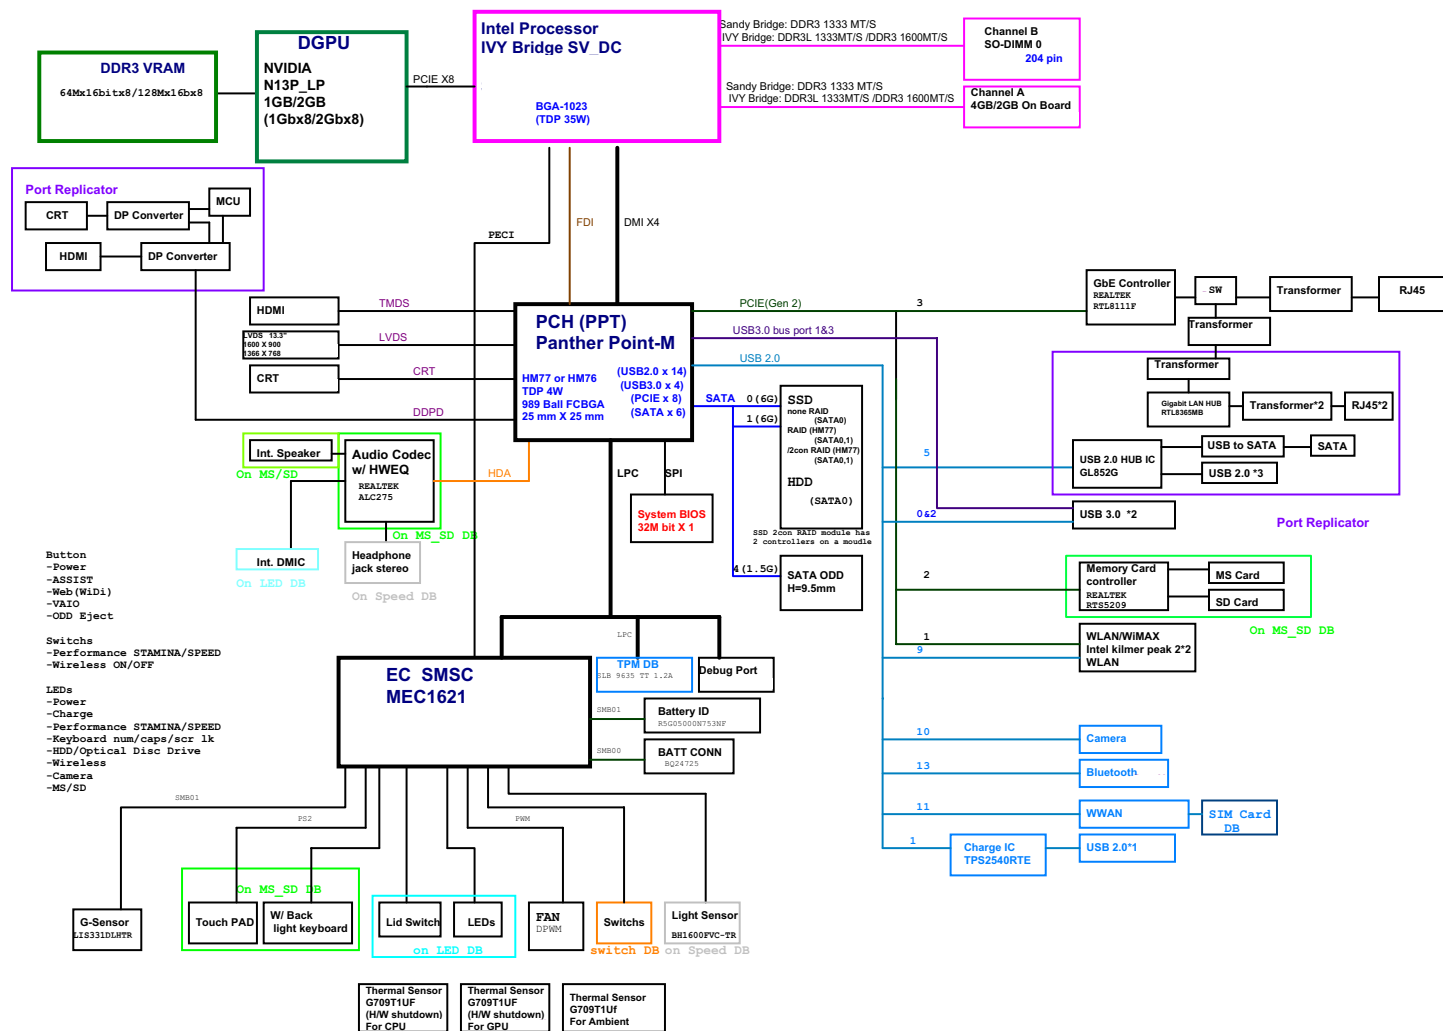 Intel Processor
IVY Bridge SV_DC
BGA-1023
(TDP 35W)
DGPU
NVIDIA
N13P_LP
1GB/2GB
(1Gbx8/2Gbx8)
DDR3 VRAM
64Mx16bitx8/128Mx16bx8
PCIE X8
Sandy Bridge: DDR3 1333 MT/S
IVY Bridge: DDR3L 1333MT/S /DDR3 1600MT/S
Channel B
SO-DIMM 0
204 pin
Sandy Bridge: DDR3 1333 MT/S
IVY Bridge: DDR3L 1333MT/S /DDR3 1600MT/S
Channel A
4GB/2GB On Board
Port Replicator
CRT
DP Converter
MCU
HDMI
DP Converter
PECI
FDI
DMI X4
HDMI
TMDS
LVDS 13.3"
1600 X 900
1366 X 768
LVDS
CRT
CRT
DDPD
PCH (PPT)
Panther Point-M
HM77 or HM76
TDP 4W
989 Ball FCBGA
25 mm X 25 mm
(USB2.0 x 14)
(USB3.0 x 4)
(PCIE x 8)
(SATA x 6)
PCIE(Gen 2)
3
USB3.0 bus port 1&3
USB 2.0
SATA
0 (6G)
1 (6G)
4 (1.5G)
SSD
none RAID
(SATA0)
RAID (HM77)
(SATA0,1)
/2con RAID (HM77)
(SATA0,1)
HDD
(SATA0)
SSD 2con RAID module has
2 controllers on a moudle
SATA ODD
H=9.5mm
GbE Controller
REALTEK
RTL8111F
SW
Transformer
RJ45
Transformer
Transformer
Gigabit LAN HUB
RTL8365MB
Transformer*2
RJ45*2
5
USB 2.0 HUB IC
GL852G
USB to SATA
SATA
USB 2.0 *3
0&2
USB 3.0 *2
Port Replicator
2
Memory Card
controller
REALTEK
RTS5209
MS Card
SD Card
On MS_SD DB
1
9
WLAN/WiMAX
Intel kilmer peak 2*2
WLAN
10
Camera
13
Bluetooth
11
WWAN
SIM Card
DB
1
Charge IC
TPS2540RTE
USB 2.0*1
Int. Speaker
On MS/SD
Audio Codec
w/ HWEQ
REALTEK
ALC275
HDA
On MS_SD DB
Int. DMIC
On LED DB
Headphone
jack stereo
On Speed DB
LPC
SPI
System BIOS
32M bit X 1
Button
-Power
-ASSIST
-Web(WiDi)
-VAIO
-ODD Eject
Switchs
-Performance STAMINA/SPEED
-Wireless ON/OFF
LEDs
-Power
-Charge
-Performance STAMINA/SPEED
-Keyboard num/caps/scr lk
-HDD/Optical Disc Drive
-Wireless
-Camera
-MS/SD
EC SMSC
MEC1621
LPC
TPM DB
SLB 9635 TT 1.2A
Debug Port
SMB01
Battery ID
R5G05000N753NF
SMB00
BATT CONN
BQ24725
SMB01
PS2
PWM
G-Sensor
LIS331DLHTR
On MS_SD DB
Touch PAD
W/ Back
light keyboard
Lid Switch
LEDs
on LED DB
FAN
DPWM
Switchs
switch DB
Light Sensor
BH1600FVC-TR
on Speed DB
Thermal Sensor
G709T1UF
(H/W shutdown)
For CPU
Thermal Sensor
G709T1UF
(H/W shutdown)
For GPU
Thermal Sensor
G709T1Uf
For Ambient